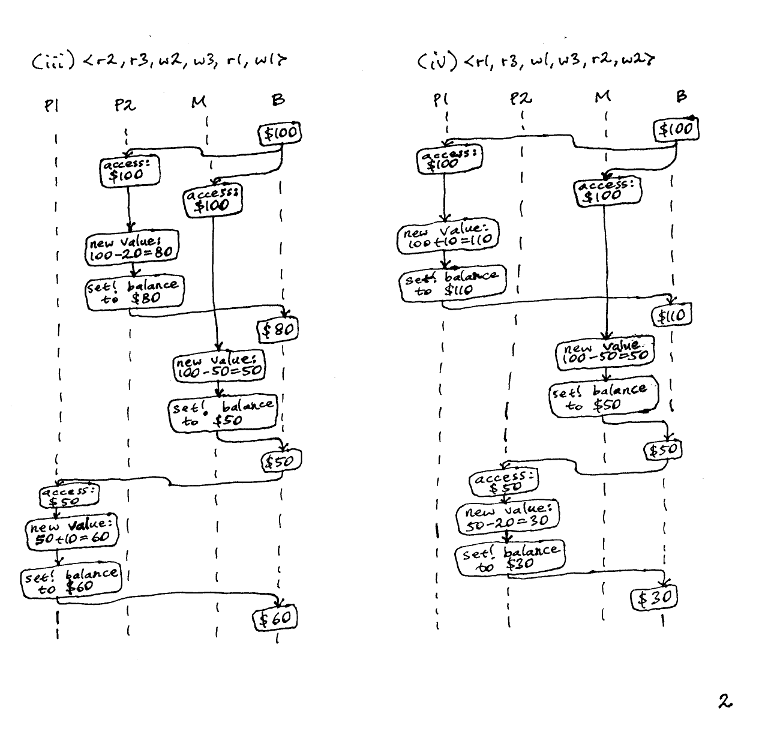 (iii) <r2, r3, w2, w3, r1, w1>
P1 P2 M B
$100
access:
$100
access:
$100
new value:
100-20=80
set! balance
to $80
$80
new value:
100-50=50
set! balance
to $50
$50
access:
$50
new value:
50+10=60
set! balance
to $60
$60
(iv) <r1, r3, w1, w3, r2, w2>
P1 P2 M B
$100
access:
$100
access:
$100
new value:
100+10=110
set! balance
to $110
$110
new value
100-50=50
set! balance
to $50
$50
access:
$50
new value:
50-20=30
set! balance
to $30
$30
2